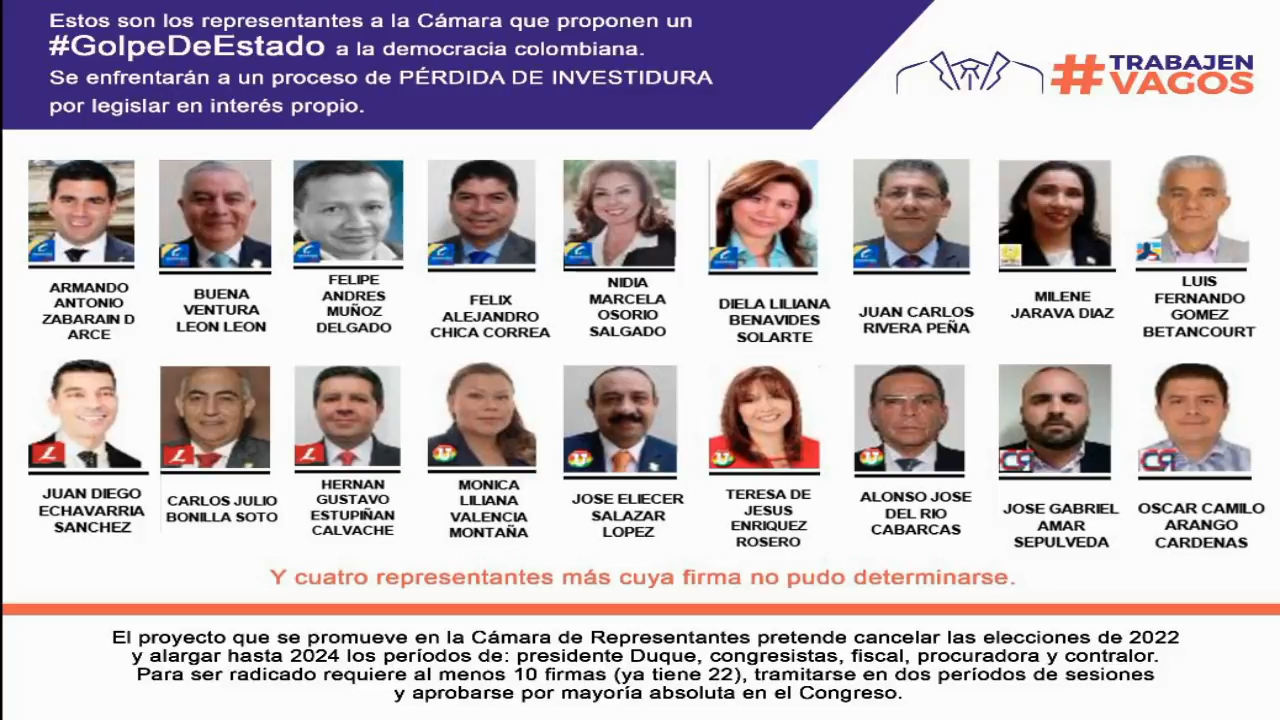 Estos son los representantes a la Cámara que proponen un
#GolpeDeEstado a la democracia colombiana.
Se enfrentarán a un proceso de PÉRDIDA DE INVESTIDURA
por legislar en interés propio.
#TRABAJEN
VAGOS
ARMANDO
ANTONIO
ZABARAIN D
ARCE
BUENA
VENTURA
LEON LEON
FELIPE
ANDRES
MUÑOZ
DELGADO
FELIX
ALEJANDRO
CHICA CORREA
NIDIA
MARCELA
OSORIO
SALGADO
DIELA LILIANA
BENAVIDES
SOLARTE
JUAN CARLOS
RIVERA PEÑA
MILENE
JARAVA DIAZ
LUIS
FERNANDO
GOMEZ
BETANCOURT
JUAN DIEGO
ECHAVARRIA
SANCHEZ
CARLOS JULIO
BONILLA SOTO
HERNAN
GUSTAVO
ESTUPIÑAN
CALVACHE
MONICA
LILIANA
VALENCIA
MONTAÑA
JOSE ELIECER
SALAZAR
LOPEZ
TERESA DE
JESUS
ENRIQUEZ
ROSERO
ALONSO JOSE
DEL RIO
CABARCAS
JOSE GABRIEL
AMAR
SEPULVEDA
OSCAR CAMILO
ARANGO
CARDENAS
Y cuatro representantes más cuya firma no pudo determinarse.
El proyecto que se promueve en la Cámara de Representantes pretende cancelar las elecciones de 2022
y alargar hasta 2024 los períodos de: presidente Duque, congresistas, fiscal, procuradora y contralor.
Para ser radicado requiere al menos 10 firmas (ya tiene 22), tramitarse en dos períodos de sesiones
y aprobarse por mayoría absoluta en el Congreso.